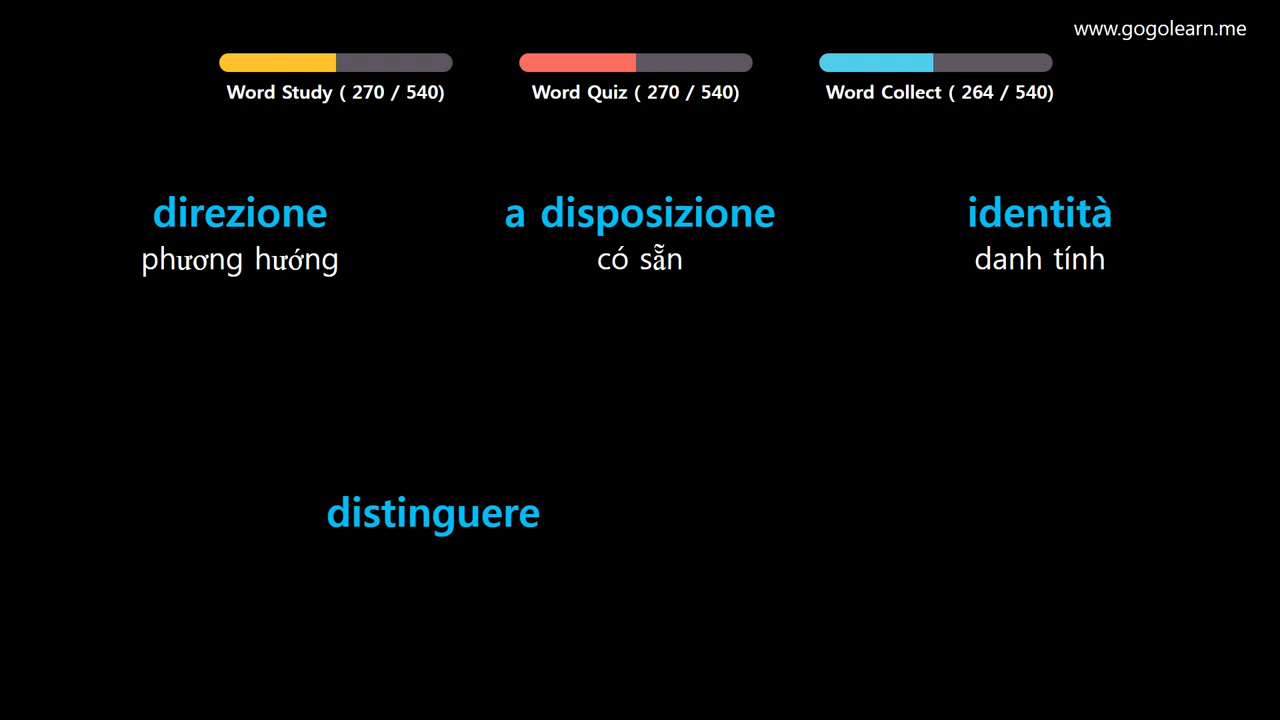 www.gogolearn.me
Word Study ( 270 / 540)
Word Quiz ( 270 / 540)
Word Collect ( 264 / 540)
direzione
phương hướng
a disposizione
có sẵn
identità
danh tính
distinguere